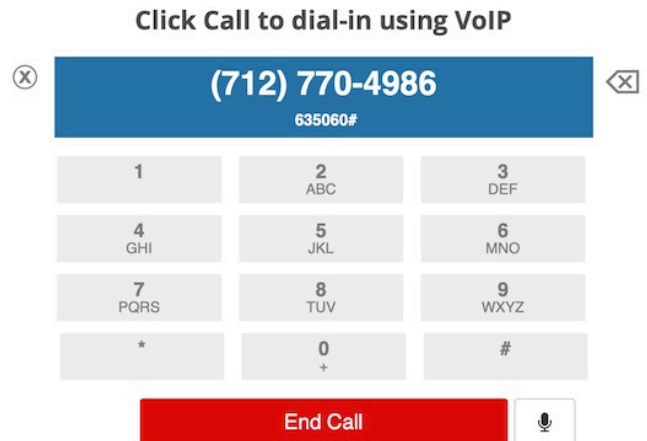 Click Call to dial-in using VoIP
(712) 770-4986
635060#
1
2
ABC
3
DEF
4
GHI
5
JKL
6
MNO
7
PQRS
8
TUV
9
WXYZ
*
0
+
#
End Call